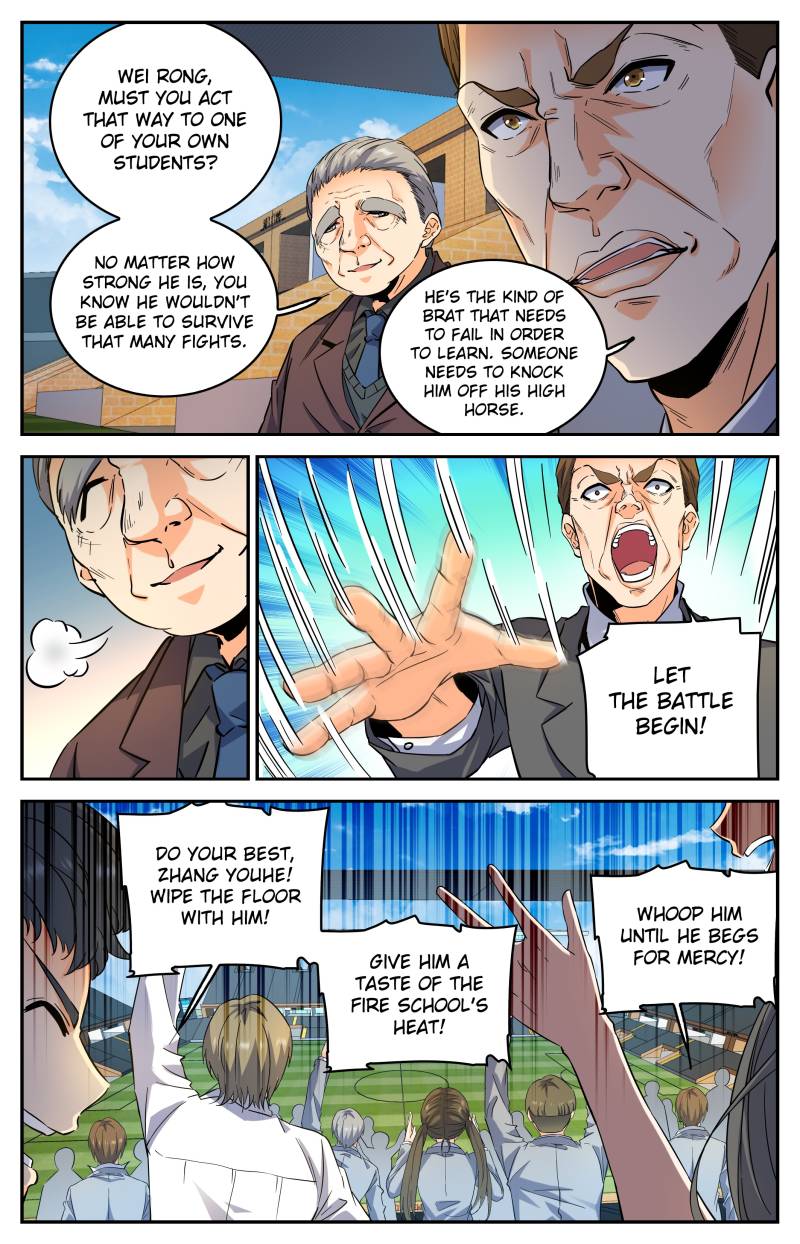 WEI RONG,
MUST YOU ACT
THAT WAY TO ONE
OF YOUR OWN
STUDENTS?
NO MATTER HOW
STRONG HE IS, YOU
KNOW HE WOULDN'T
BE ABLE TO SURVIVE
THAT MANY FIGHTS.
HE'S THE KIND OF
BRAT THAT NEEDS
TO FAIL IN ORDER
TO LEARN. SOMEONE
NEEDS TO KNOCK
HIM OFF HIS HIGH
HORSE.
LET
THE BATTLE
BEGIN!
DO YOUR BEST,
ZHANG YOUHE!
WIPE THE FLOOR
WITH HIM!
GIVE HIM A
TASTE OF THE
FIRE SCHOOL'S
HEAT!
WHOOP HIM
UNTIL HE BEGS
FOR MERCY!